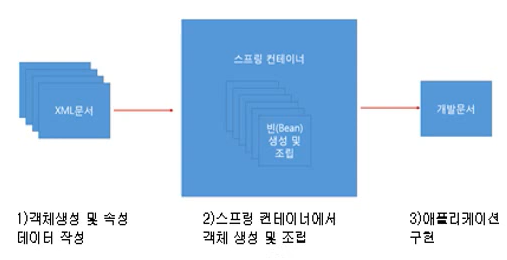 스프링 컨테이너
XML문서
빈(Bean)
생성 및
조립
개발문서
1)객체생성 및 속성
데이터 작성
2)스프링 컨테이너에서
객체 생성 및 조립
3)애플리케이션
구현